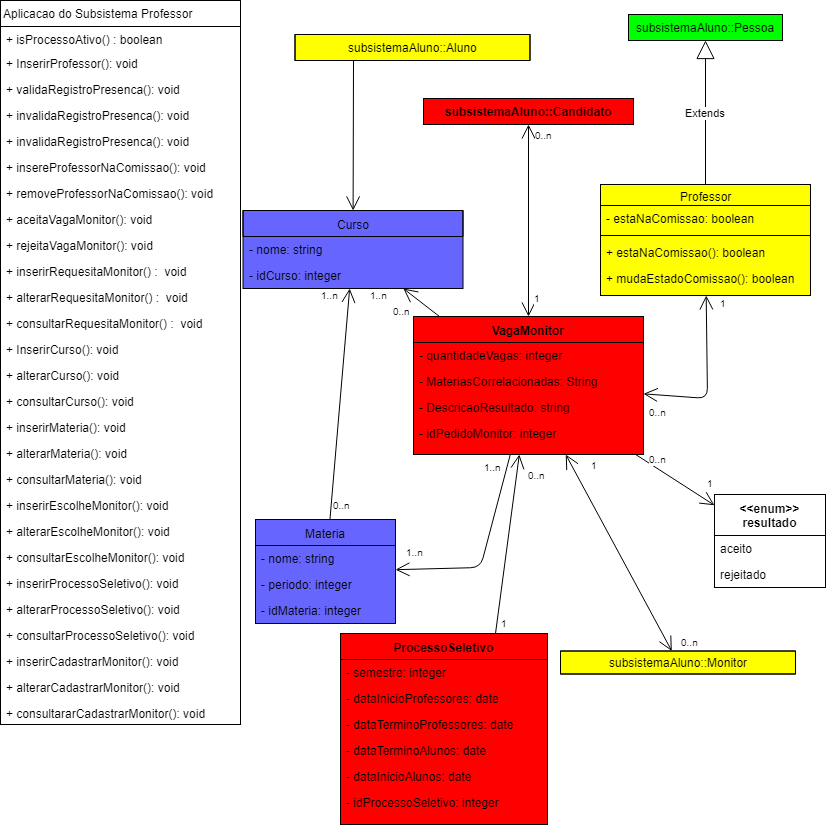 Aplicacao do Subsistema Professor
+ isProcessoAtivo() : boolean
+ InserirProfessor(): void
+ validaRegistroPresenca(): void
+ invalidaRegistroPresenca(): void
+ invalidaRegistroPresenca(): void
+ insereProfessorNaComissao(): void
+ removeProfessorNaComissao(): void
+ aceitaVagaMonitor(): void
+ rejeitaVagaMonitor(): void
+ inserirRequesitaMonitor() : void
+ alterarRequesitaMonitor() : void
+ consultarRequesitaMonitor() : void
+ InserirCurso(): void
+ alterarCurso(): void
+ consultarCurso(): void
+ inserirMateria(): void
+ alterarMateria(): void
+ consultarMateria(): void
+ inserirEscolheMonitor(): void
+ alterarEscolheMonitor(): void
+ consultarEscolheMonitor(): void
+ inserirProcessoSeletivo(): void
+ alterarProcessoSeletivo(): void
+ consultarProcessoSeletivo(): void
+ inserirCadastrarMonitor(): void
+ alterarCadastrarMonitor(): void
+ consultararCadastrarMonitor(): void
subsistemaAluno::Aluno
subsistemaAluno::Pessoa
subsistemaAluno::Candidato
0..n
Extends
Professor
- estaNaComissao: boolean
+ estaNaComissao(): boolean
+ mudaEstadoComissao(): boolean
Curso
- nome: string
- idCurso: integer
1..n
1..n
0..n
1
1
VagaMonitor
- quantidadeVagas: integer
- MateriasCorrelacionadas: String
- DescricaoResultado: string
- idPedidoMonitor: integer
0..n
1..n
0..n
1
0..n
1
<<enum>>
resultado
aceito
rejeitado
0..n
Materia
- nome: string
- periodo: integer
- idMateria: integer
1..n
1
0..n
subsistemaAluno::Monitor
ProcessoSeletivo
- semestre: integer
- dataInicioProfessores: date
- dataTerminoProfessores: date
- dataTerminoAlunos: date
- dataInicioAlunos: date
- idProcessoSeletivo: integer